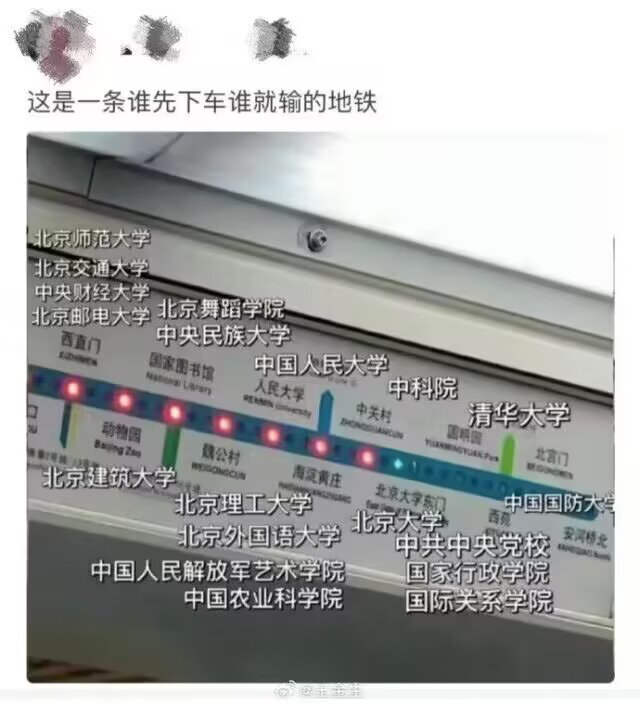 这是一条谁先下车谁就输的地铁
北京师范大学
北京交通大学
中央财经大学
北京邮电大学
北京舞蹈学院
中央民族大学
中国人民大学
中科院
清华大学
西直门
XIZHIMEN
国家图书馆
National Library
人民大学
RENMIN University
中关村
ZHONGGUANCUN
圆明园
YUANMINGYUAN Park
北宫门
BEIGONGMEN
动物园
Beijing Zoo
魏公村
WEIGONGCUN
海淀黄庄
HAIDIANHUANGZHUANG
北京大学东门
西苑
安河桥北
ANHEQIAO North
北京建筑大学
北京理工大学
北京外国语大学
中国人民解放军艺术学院
中国农业科学院
北京大学
中国国防大学
中共中央党校
国家行政学院
国际关系学院